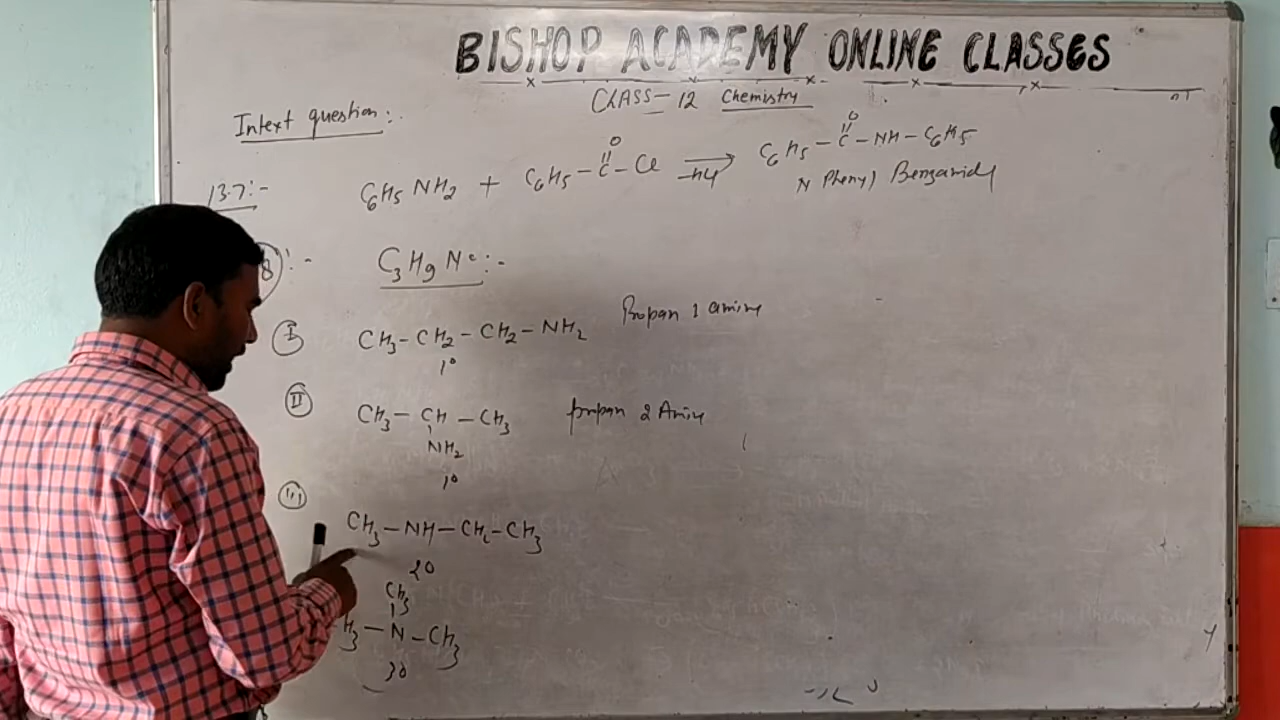 BISHOP ACADEMY ONLINE CLASSES
CLASS-12 Chemistry
Intext question:.
13.7:-
C6H5 NH2 + C6H5-C(=O)-Cl → C6H5-C(=O)-NH-C6H5
N Phenyl Benzamide
8:-
C3H9N:-
I CH3-CH2-CH2-NH2 Propan 1 amine
1°
II CH3-CH-CH3 propan 2 Amine
NH2
1°
III
CH3-NH-CH2-CH3
2°
CH3
H3-N-CH3
3°